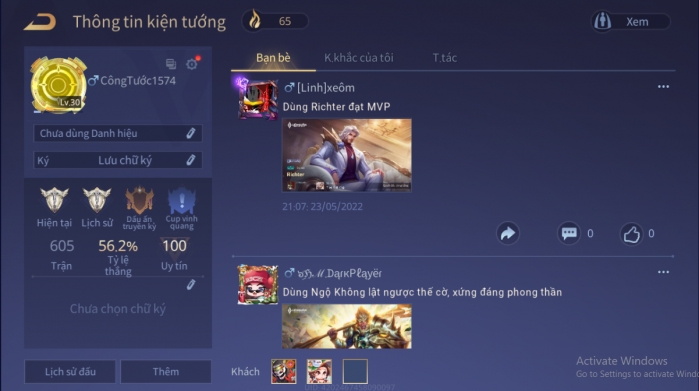 Thông tin kiện tướng
65
Xem
CôngTước1574
Lv.30
Chưa dùng Danh hiệu
Ký Lưu chữ ký
Hiện tại Lịch sử Dấu ấn truyền kỳ Cup vinh quang
605 56.2% 100
Trận Tỷ lệ thắng Uy tín
Chưa chọn chữ ký
Lịch sử đấu Thêm
Bạn bè K.khắc của tôi T.tác
[Linh]xeôm
Dùng Richter đạt MVP
Richter
21:07: 23/05/2022
0 0
DạrκPℓąyëɾ
Dùng Ngộ Không lật ngược thế cờ, xứng đáng phong thần
Khách
Activate Windows
Go to Settings to activate Wind